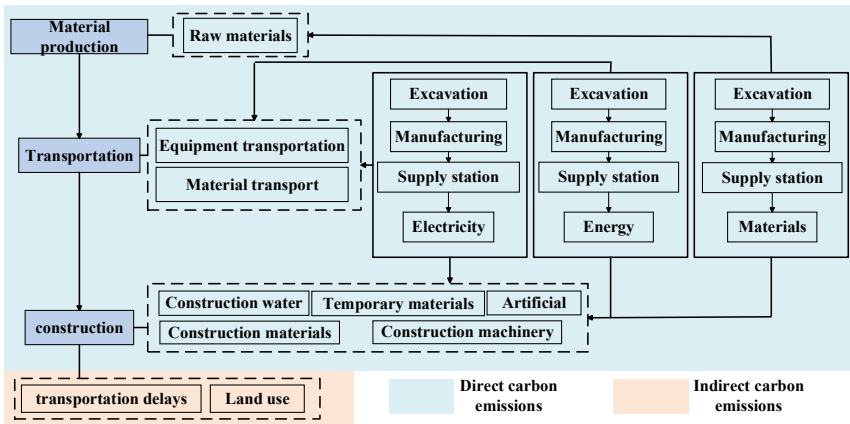 Material
production
Raw materials
Excavation
Excavation
Excavation
Manufacturing
Manufacturing
Manufacturing
Transportation
Equipment transportation
Material transport
Supply station
Supply station
Supply station
Electricity
Energy
Materials
construction
Construction water
Temporary materials
Artificial
Construction materials
Construction machinery
transportation delays
Land use
Direct carbon
emissions
Indirect carbon
emissions